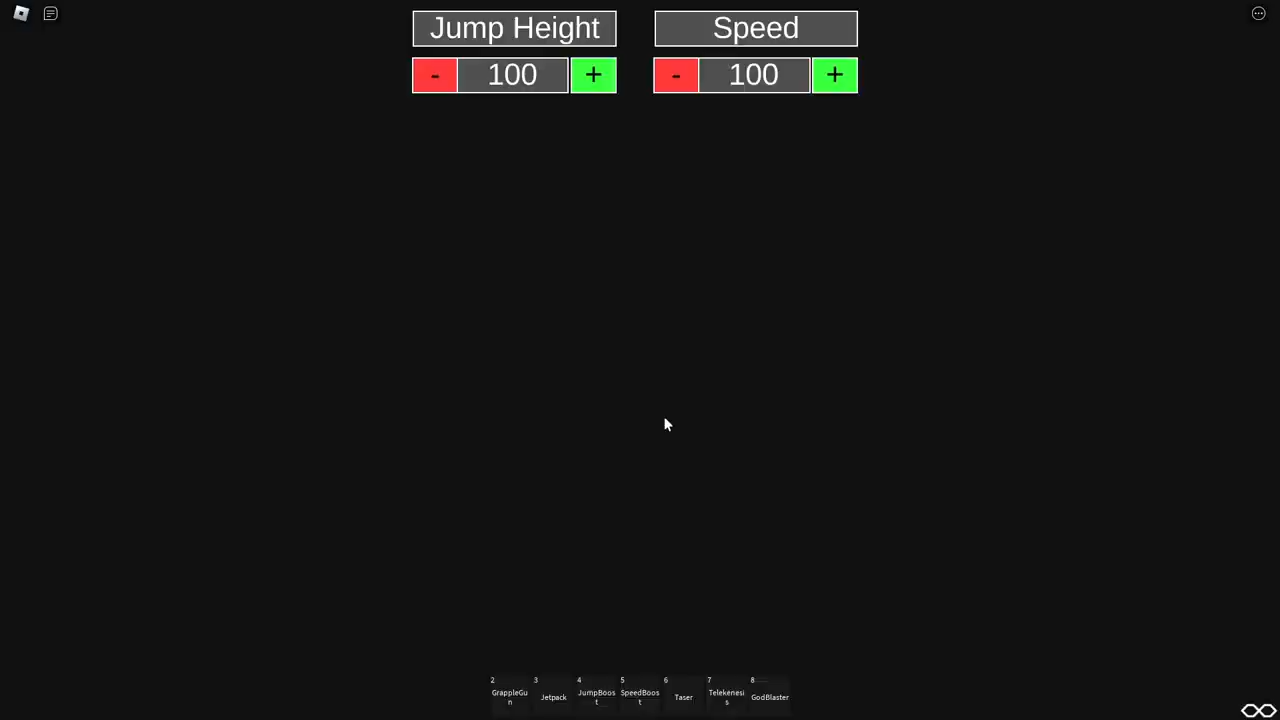 Jump Height Speed
- 100 + - 100 +
2 3 4 5 6 7 8
GrappleGu
n
Jetpack
JumpBoos
t
SpeedBoos
t
Taser
Telekenesi
s
GodBlaster